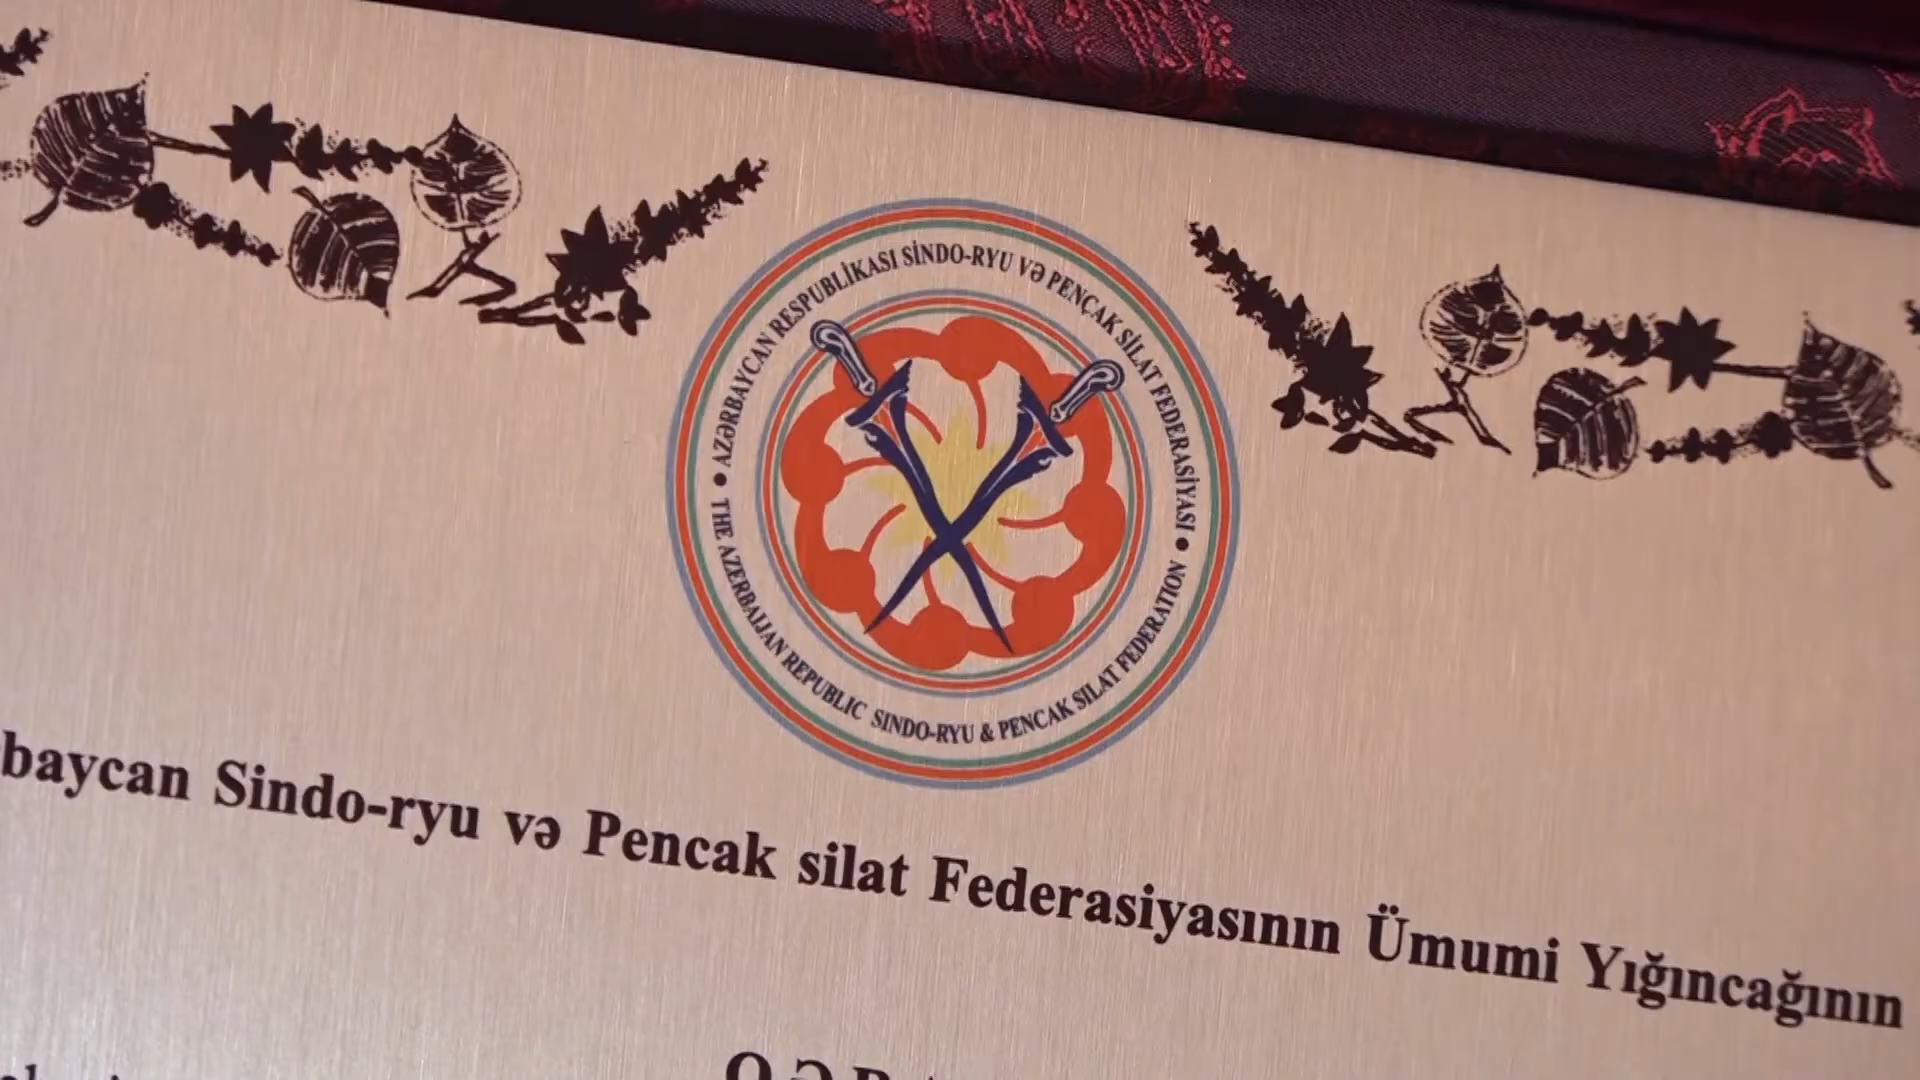 AZƏRBAYCAN RESPUBLİKASI SİNDO-RYU VƏ PENÇAK SİLAT FEDERASİYASI
THE AZERBAIJAN REPUBLIC SINDO-RYU & PENCAK SILAT FEDERATION
baycan Sindo-ryu və Pencak silat Federasiyasının Ümumi Yığıncağının